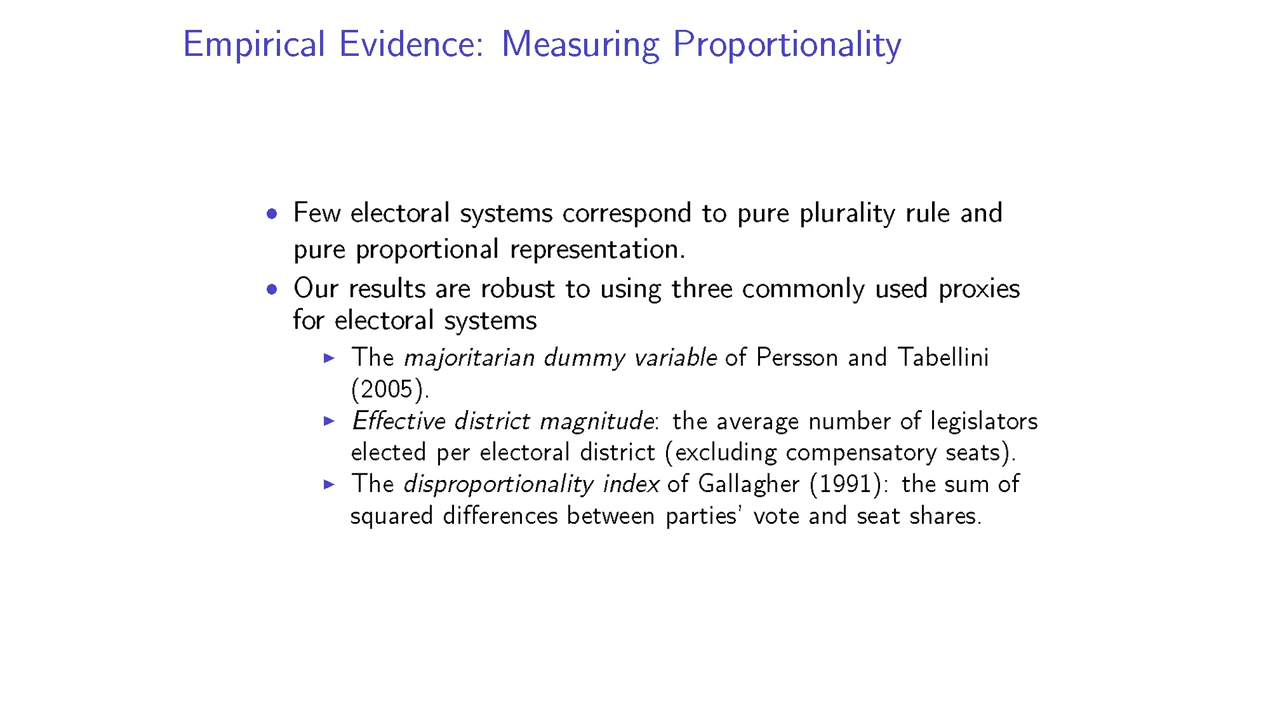 Empirical Evidence: Measuring Proportionality
• Few electoral systems correspond to pure plurality rule and
pure proportional representation.
• Our results are robust to using three commonly used proxies
for electoral systems
▶ The majoritarian dummy variable of Persson and Tabellini
(2005).
▶ Effective district magnitude: the average number of legislators
elected per electoral district (excluding compensatory seats).
▶ The disproportionality index of Gallagher (1991): the sum of
squared differences between parties' vote and seat shares.